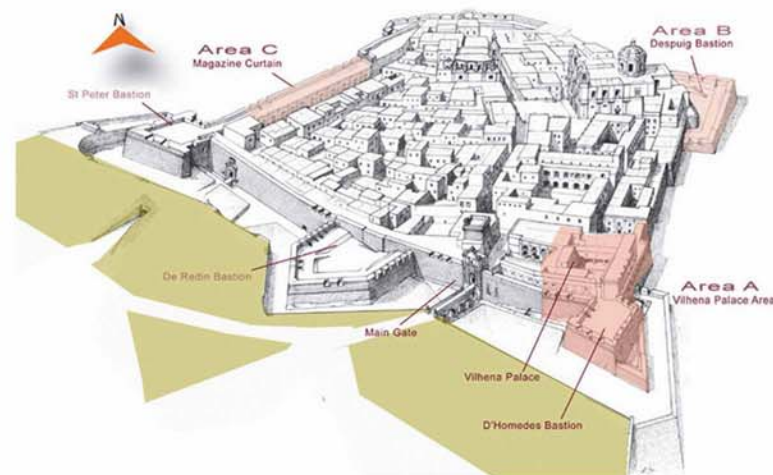 N
Area C
Magazine Curtain
Area B
Despuig Bastion
St Peter Bastion
De Redin Bastion
Area A
Vilhena Palace Area
Main Gate
Vilhena Palace
D'Homedes Bastion